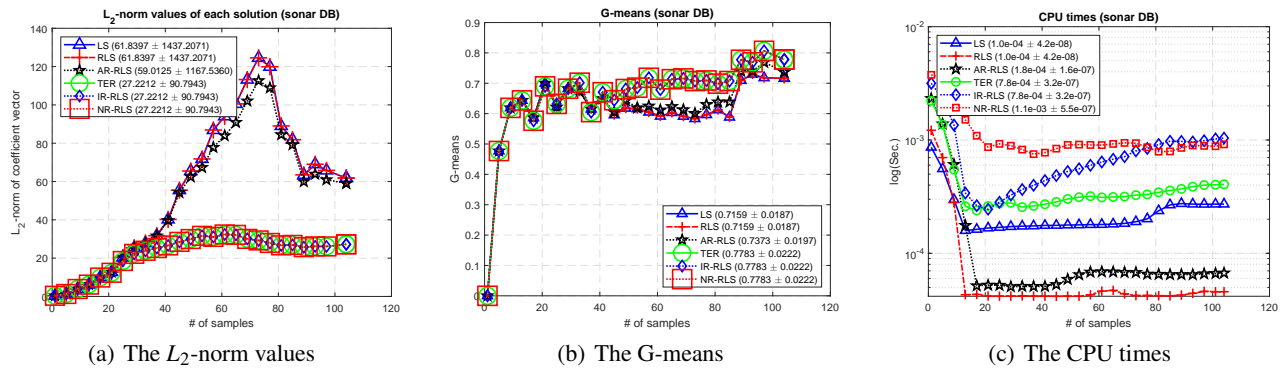 L2-norm values of each solution (sonar DB)
140
120
100
80
60
40
20
0
L2-norm of coefficient vector
LS (61.8397 ± 1437.2071)
RLS (61.8397 ± 1437.2071)
AR-RLS (59.0125 ± 1167.5360)
TER (27.2212 ± 90.7943)
IR-RLS (27.2212 ± 90.7943)
NR-RLS (27.2212 ± 90.7943)
0 20 40 60 80 100 120
# of samples
(a) The L2-norm values
G-means (sonar DB)
1
0.9
0.8
0.7
0.6
0.5
0.4
0.3
0.2
0.1
0
G-means
LS (0.7159 ± 0.0187)
RLS (0.7159 ± 0.0187)
AR-RLS (0.7373 ± 0.0197)
TER (0.7783 ± 0.0222)
IR-RLS (0.7783 ± 0.0222)
NR-RLS (0.7783 ± 0.0222)
0 20 40 60 80 100 120
# of samples
(b) The G-means
CPU times (sonar DB)
10-2
10-3
10-4
log(Sec.)
LS (1.0e-04 ± 4.2e-08)
RLS (1.0e-04 ± 4.2e-08)
AR-RLS (1.8e-04 ± 1.6e-07)
TER (7.8e-04 ± 3.2e-07)
IR-RLS (7.8e-04 ± 3.2e-07)
NR-RLS (1.1e-03 ± 5.5e-07)
0 20 40 60 80 100 120
# of samples
(c) The CPU times